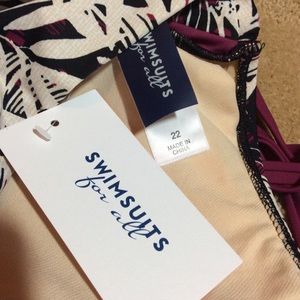 SWIMSUITS
for all
22
MADE IN
CHINA
SWIMSUITS
for all